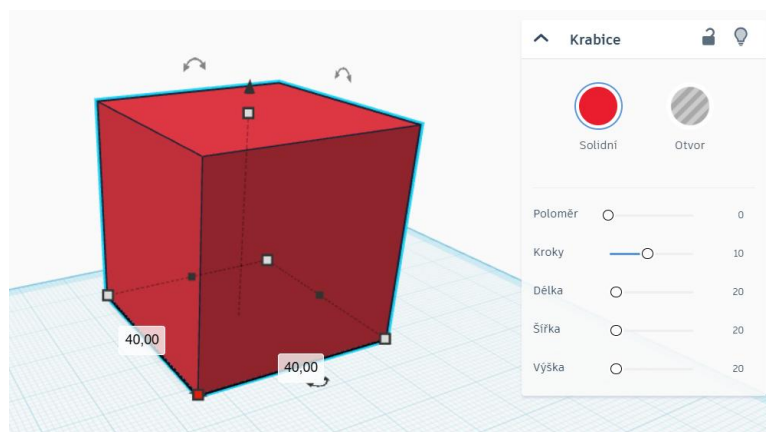 Krabice
Solidní Otvor
Poloměr 0
Kroky 10
Délka 20
Šířka 20
Výška 20
40,00
40,00